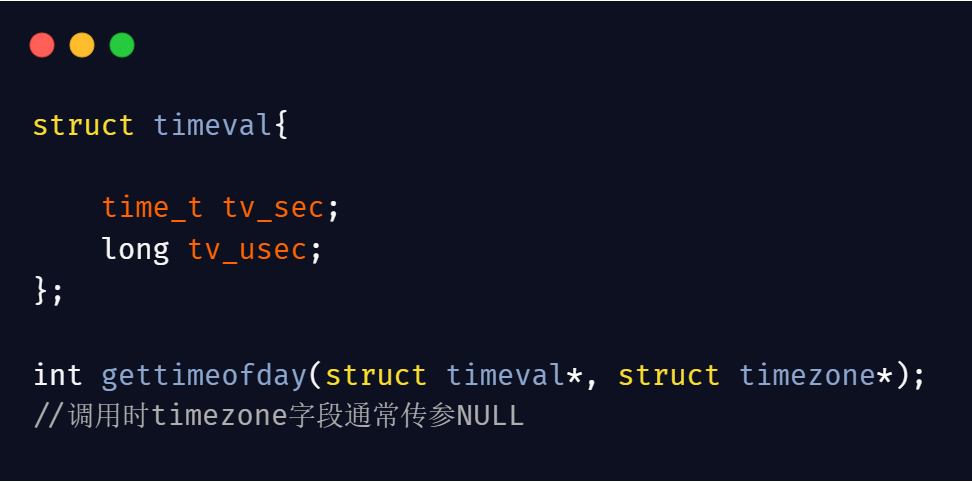 struct timeval{
    time_t tv_sec;
    long tv_usec;
};
int gettimeofday(struct timeval*, struct timezone*);
//调用时timezone字段通常传参NULL